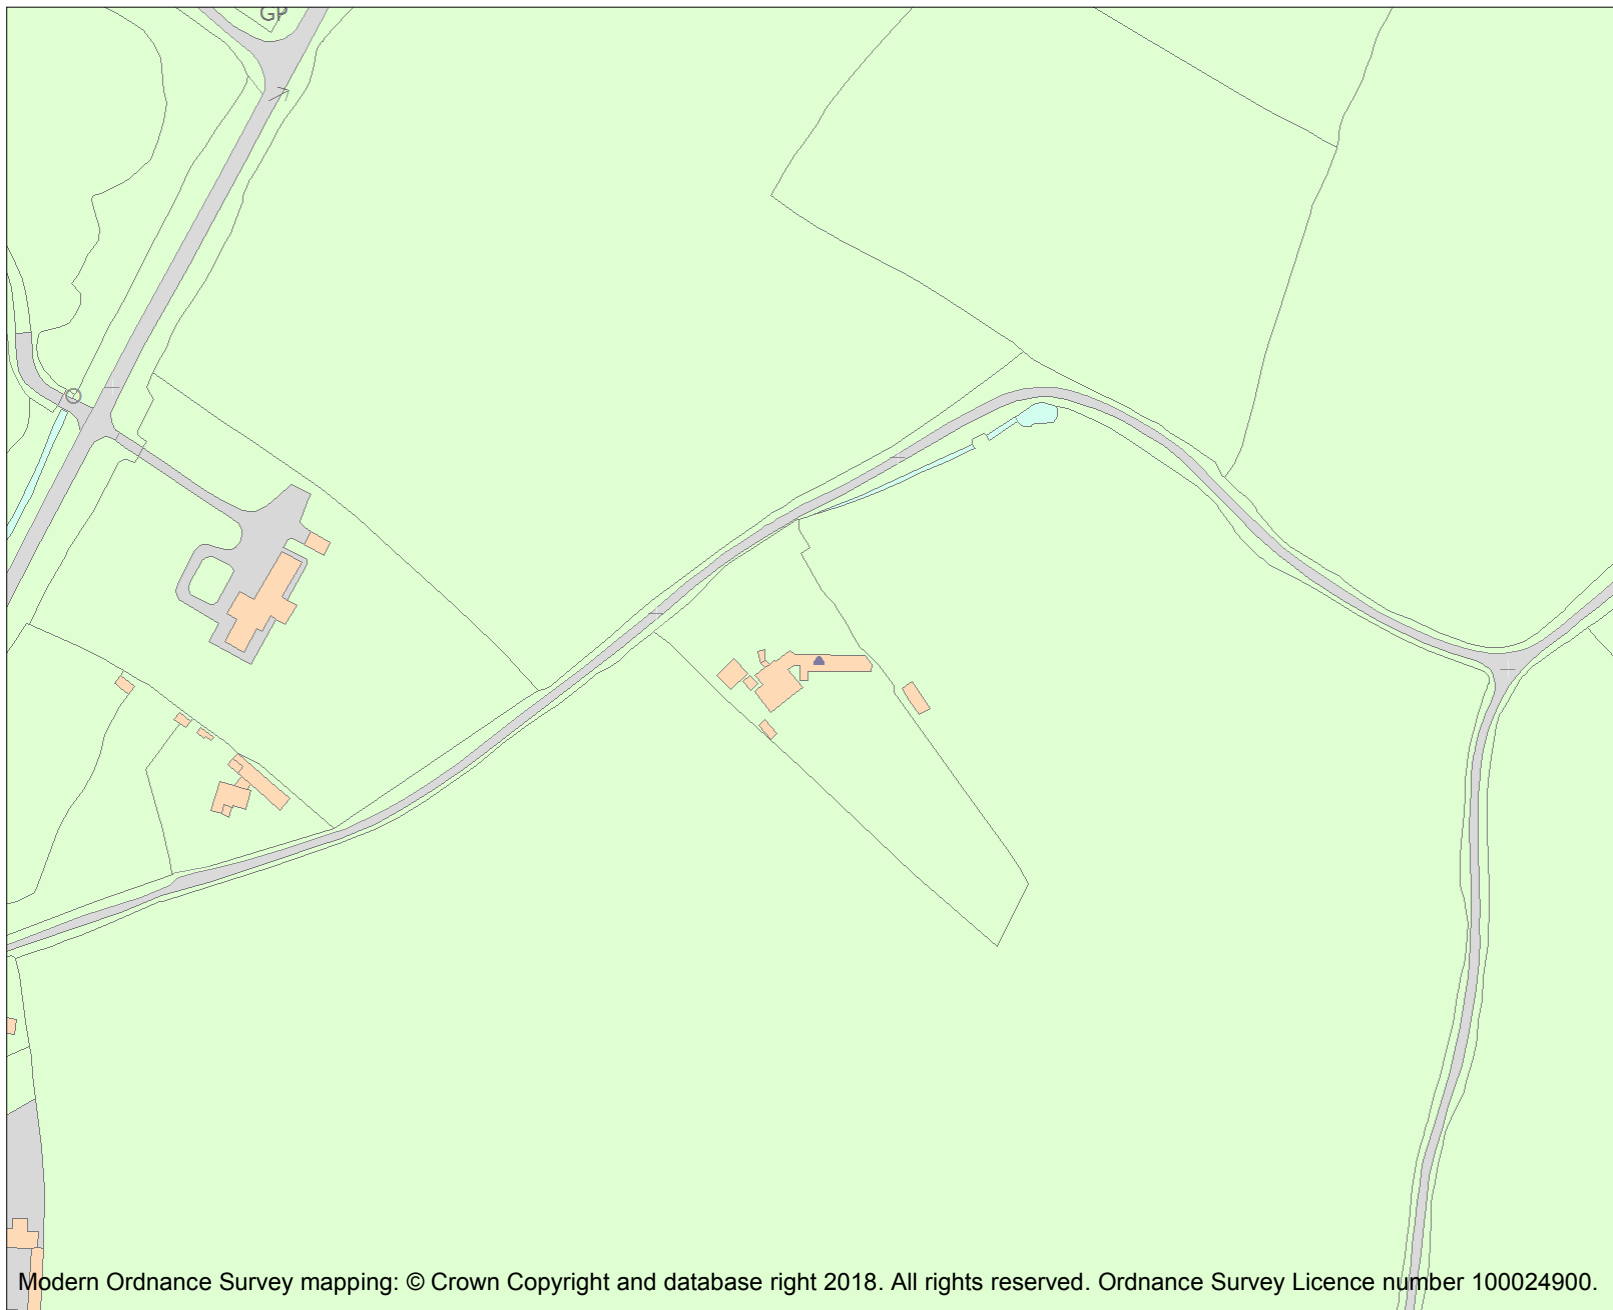 GP
Modern Ordnance Survey mapping: © Crown Copyright and database right 2018. All rights reserved. Ordnance Survey Licence number 100024900.